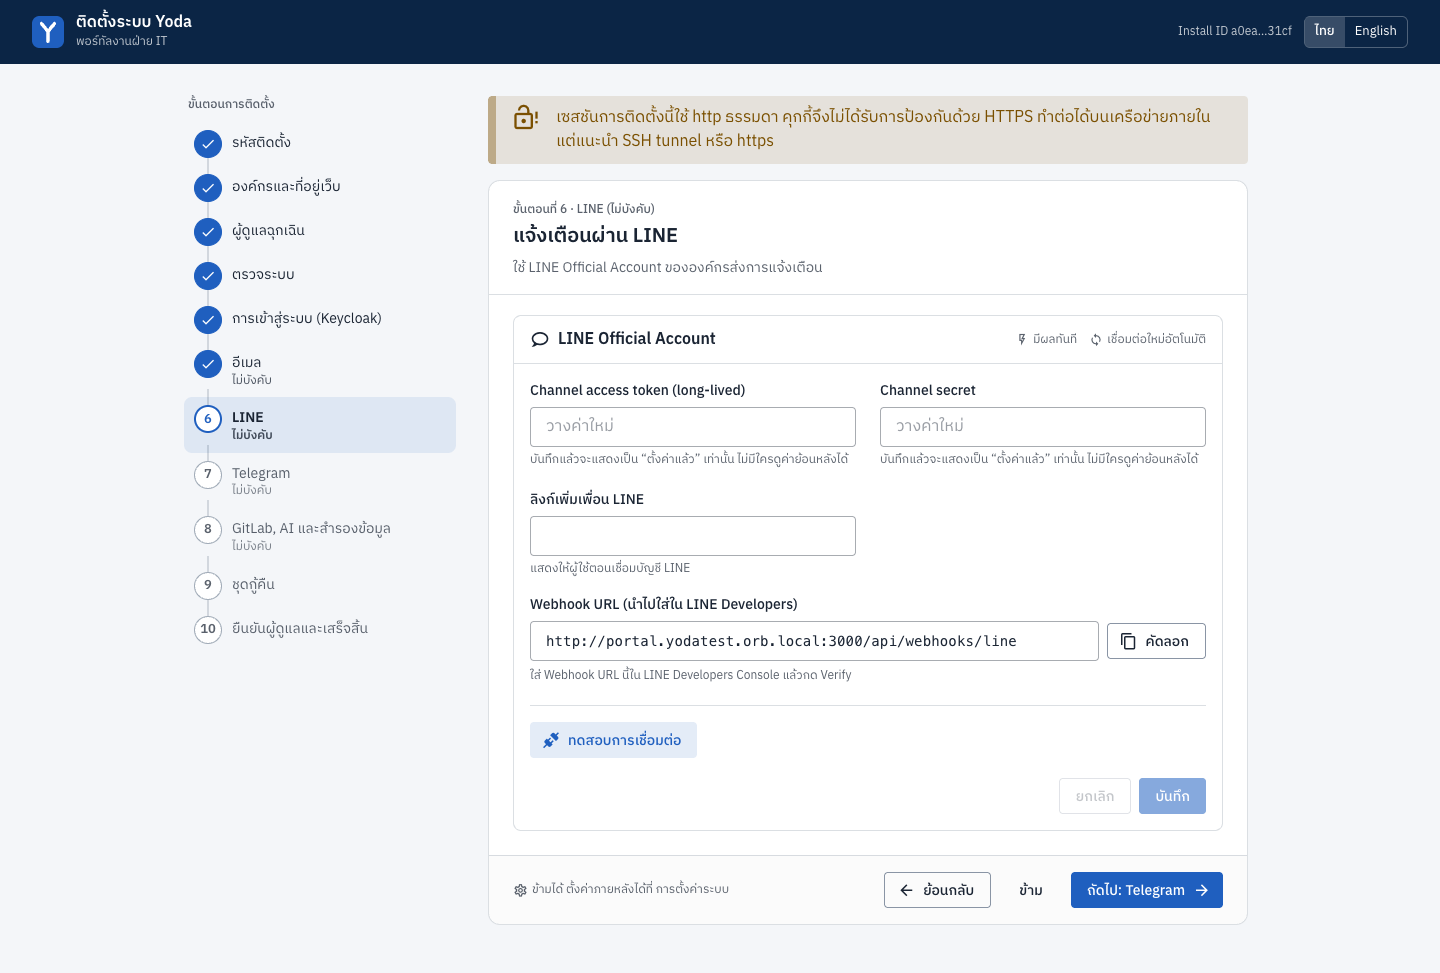 Y
ติดตั้งระบบ Yoda
พอร์ทัลงานฝ่าย IT
Install ID a0ea…31cf
ไทย
English
ขั้นตอนการติดตั้ง
รหัสติดตั้ง
องค์กรและที่อยู่เว็บ
ผู้ดูแลฉุกเฉิน
ตรวจระบบ
การเข้าสู่ระบบ (Keycloak)
อีเมล
ไม่บังคับ
6
LINE
ไม่บังคับ
7
Telegram
ไม่บังคับ
8
GitLab, AI และสำรองข้อมูล
ไม่บังคับ
9
ชุดกู้คืน
10
ยืนยันผู้ดูแลและเสร็จสิ้น
เซสชันการติดตั้งนี้ใช้ http ธรรมดา คุกกี้จึงไม่ได้รับการป้องกันด้วย HTTPS ทำต่อได้บนเครือข่ายภายใน
แต่แนะนำ SSH tunnel หรือ https
ขั้นตอนที่ 6 · LINE (ไม่บังคับ)
แจ้งเตือนผ่าน LINE
ใช้ LINE Official Account ขององค์กรส่งการแจ้งเตือน
LINE Official Account
มีผลทันที
เชื่อมต่อใหม่อัตโนมัติ
Channel access token (long-lived)
Channel secret
วางค่าใหม่
วางค่าใหม่
บันทึกแล้วจะแสดงเป็น “ตั้งค่าแล้ว” เท่านั้น ไม่มีใครดูค่าย้อนหลังได้
บันทึกแล้วจะแสดงเป็น “ตั้งค่าแล้ว” เท่านั้น ไม่มีใครดูค่าย้อนหลังได้
ลิงก์เพิ่มเพื่อน LINE
แสดงให้ผู้ใช้ตอนเชื่อมบัญชี LINE
Webhook URL (นำไปใส่ใน LINE Developers)
http://portal.yodatest.orb.local:3000/api/webhooks/line
คัดลอก
ใส่ Webhook URL นี้ใน LINE Developers Console แล้วกด Verify
ทดสอบการเชื่อมต่อ
ยกเลิก
บันทึก
ข้ามได้ ตั้งค่าภายหลังได้ที่ การตั้งค่าระบบ
ย้อนกลับ
ข้าม
ถัดไป: Telegram